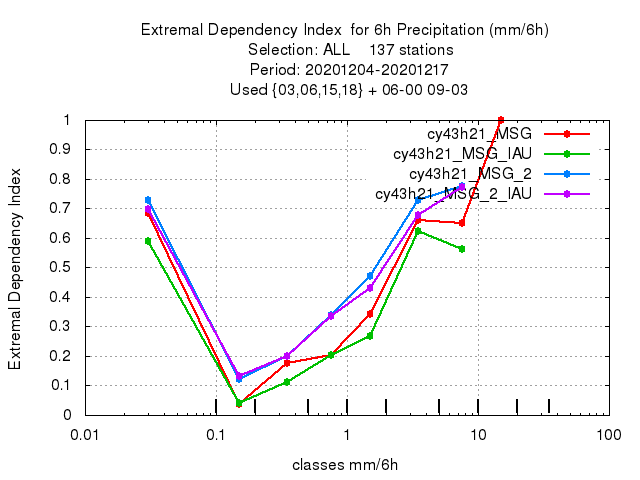 Extremal Dependency Index  for 6h Precipitation (mm/6h)
Selection: ALL    137 stations
Period: 20201204-20201217
Used {03,06,15,18} + 06-00 09-03
Extremal Dependency Index
1
0.9
0.8
0.7
0.6
0.5
0.4
0.3
0.2
0.1
0
cy43h21_MSG
cy43h21_MSG_IAU
cy43h21_MSG_2
cy43h21_MSG_2_IAU
0.01 0.1 1 10 100
classes mm/6h